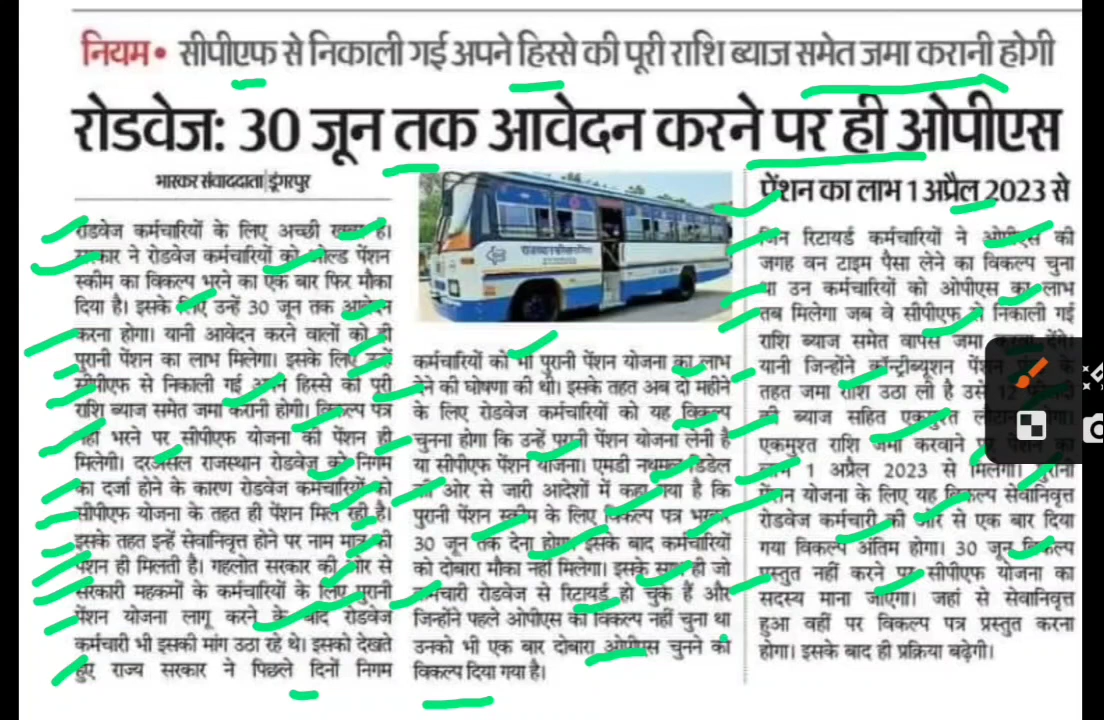 नियम • सीपीएफ से निकाली गई अपने हिस्से की पूरी राशि ब्याज समेत जमा करानी होगी
रोडवेज: 30 जून तक आवेदन करने पर ही ओपीएस
भास्कर संवाददाता | डूंगरपुर
रोडवेज कर्मचारियों के लिए अच्छी खबर है।
सरकार ने रोडवेज कर्मचारियों को ओल्ड पेंशन
स्कीम का विकल्प भरने का एक बार फिर मौका
दिया है। इसके लिए उन्हें 30 जून तक आवेदन
करना होगा। यानी आवेदन करने वालों को ही
पुरानी पेंशन का लाभ मिलेगा। इसके लिए उन्हें
सीपीएफ से निकाली गई अपने हिस्से की पूरी
राशि ब्याज समेत जमा करानी होगी। विकल्प पत्र
नहीं भरने पर सीपीएफ योजना की पेंशन ही
मिलेगी। दरअसल राजस्थान रोडवेज को निगम
का दर्जा होने के कारण रोडवेज कर्मचारियों को
सीपीएफ योजना के तहत ही पेंशन मिल रही है।
इसके तहत इन्हें सेवानिवृत्त होने पर नाम मात्र की
पेंशन ही मिलती है। गहलोत सरकार की ओर से
सरकारी महकमों के कर्मचारियों के लिए पुरानी
पेंशन योजना लागू करने के बाद रोडवेज
कर्मचारी भी इसकी मांग उठा रहे थे। इसको देखते
हुए राज्य सरकार ने पिछले दिनों निगम
कर्मचारियों को भी पुरानी पेंशन योजना का लाभ
देने की घोषणा की थी। इसके तहत अब दो महीने
के लिए रोडवेज कर्मचारियों को यह विकल्प
चुनना होगा कि उन्हें पुरानी पेंशन योजना लेनी है
या सीपीएफ पेंशन योजना। एमडी नथमल डिडेल
की ओर से जारी आदेशों में कहा गया है कि
पुरानी पेंशन स्कीम के लिए विकल्प पत्र भरकर
30 जून तक देना होगा। इसके बाद कर्मचारियों
को दोबारा मौका नहीं मिलेगा। इसके साथ ही जो
कर्मचारी रोडवेज से रिटायर्ड हो चुके हैं और
जिन्होंने पहले ओपीएस का विकल्प नहीं चुना था
उनको भी एक बार दोबारा ओपीएस चुनने का
विकल्प दिया गया है।
पेंशन का लाभ 1 अप्रैल 2023 से
जिन रिटायर्ड कर्मचारियों ने ओपीएस की
जगह वन टाइम पैसा लेने का विकल्प चुना
था उन कर्मचारियों को ओपीएस का लाभ
तब मिलेगा जब वे सीपीएफ से निकाली गई
राशि ब्याज समेत वापस जमा करवा देंगे।
यानी जिन्होंने कॉन्ट्रीब्यूशन पेंशन के
तहत जमा राशि उठा ली है उसे 12 फीसदी
की ब्याज सहित एकमुश्त लौटाना होगा।
एकमुश्त राशि जमा करवाने पर पेंशन का
लाभ 1 अप्रैल 2023 से मिलेगा। पुरानी
पेंशन योजना के लिए यह विकल्प सेवानिवृत्त
रोडवेज कर्मचारी की ओर से एक बार दिया
गया विकल्प अंतिम होगा। 30 जून विकल्प
प्रस्तुत नहीं करने पर सीपीएफ योजना का
सदस्य माना जाएगा। जहां से सेवानिवृत्त
हुआ वहीं पर विकल्प पत्र प्रस्तुत करना
होगा। इसके बाद ही प्रक्रिया बढ़ेगी।